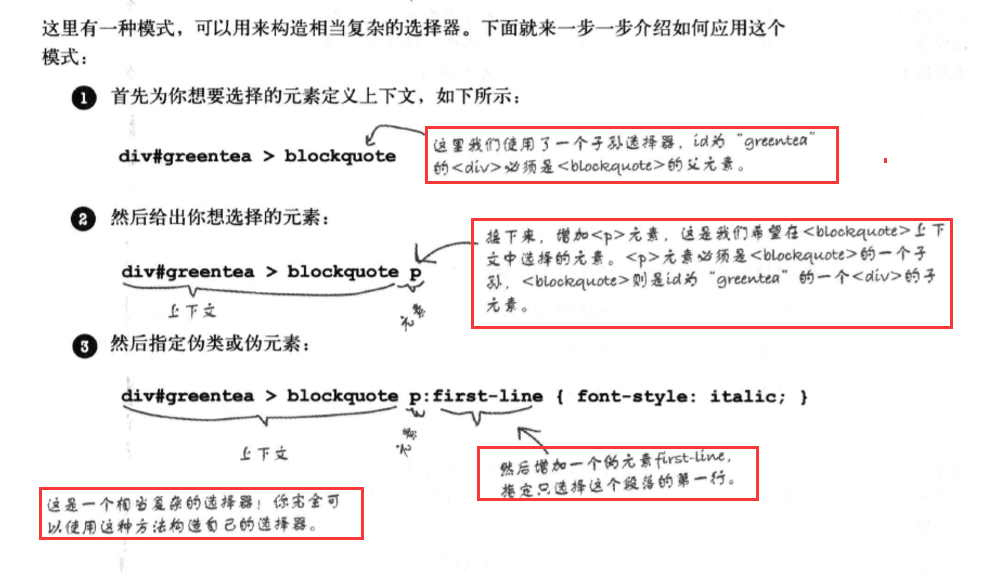 这里有一种模式，可以用来构造相当复杂的选择器。下面就来一步一步介绍如何应用这个
模式：
1 首先为你想要选择的元素定义上下文，如下所示：
div#greentea > blockquote
这里我们使用了一个子孙选择器，id为“greentea”
的<div>必须是<blockquote>的父元素。
2 然后给出你想选择的元素：
接下来，增加<p>元素，这是我们希望在<blockquote>上下
文中选择的元素。<p>元素必须是<blockquote>的一个子
孙，<blockquote>则是id为“greentea”的一个<div>的子
元素。
div#greentea > blockquote p
上下文
元素
3 然后指定伪类或伪元素：
div#greentea > blockquote p:first-line { font-style: italic; }
上下文
元素
然后增加一个伪元素first-line，
指定只选择这个段落的第一行。
这是一个相当复杂的选择器！你完全可
以使用这种方法构造自己的选择器。